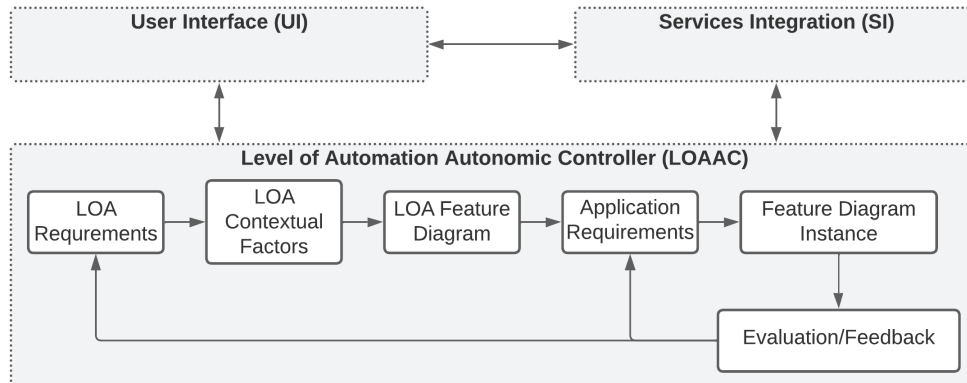 User Interface (UI)
Services Integration (SI)
Level of Automation Autonomic Controller (LOAAC)
LOA
Requrements
LOA
Contextual
Factors
LOA Feature
Diagram
Application
Requirements
Feature Diagram
Instance
Evaluation/Feedback